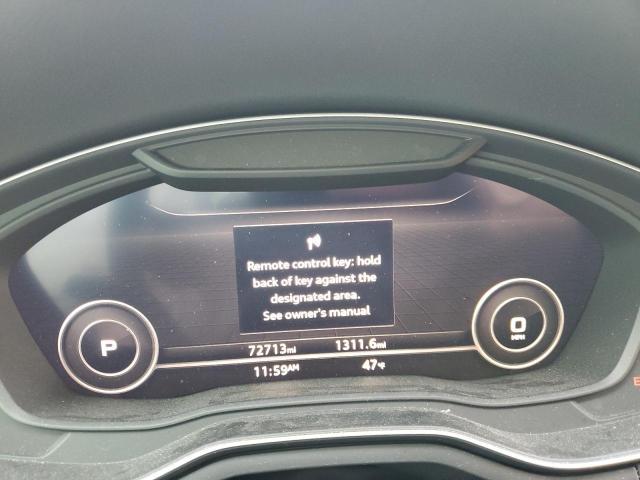 Remote control key: hold
back of key against the
designated area.
See owner's manual
P
0
MPH
72713mi 1311.6mi
11:59AM 47°F
E